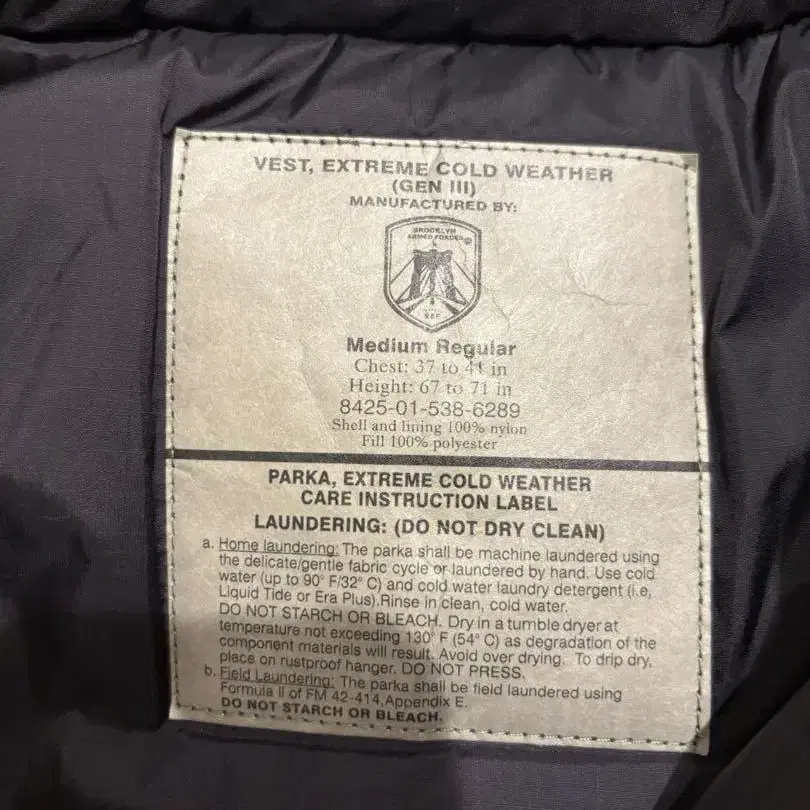 VEST, EXTREME COLD WEATHER
(GEN III)
MANUFACTURED BY:
BROOKLYN
ARMED FORCES
Medium Regular
Chest: 37 to 41 in
Height: 67 to 71 in
8425-01-538-6289
Shell and lining 100% nylon
Fill 100% polyester
PARKA, EXTREME COLD WEATHER
CARE INSTRUCTION LABEL
LAUNDERING: (DO NOT DRY CLEAN)
a. Home laundering: The parka shall be machine laundered using
the delicate/gentle fabric cycle or laundered by hand. Use cold
water (up to 90° F/32° C) and cold water laundry detergent (i.e,
Liquid Tide or Era Plus).Rinse in clean, cold water.
DO NOT STARCH OR BLEACH. Dry in a tumble dryer at
temperature not exceeding 130° F (54° C) as degradation of the
component materials will result. Avoid over drying. To drip dry,
place on rustproof hanger. DO NOT PRESS.
b. Field Laundering: The parka shall be field laundered using
Formula II of FM 42-414,Appendix E.
DO NOT STARCH OR BLEACH.